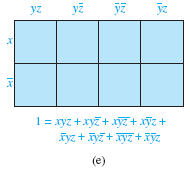 yz yz̄ ȳz̄ ȳz
x
x̄
1 = xyz + xyz̄ + xȳz̄ + xȳz +
x̄yz + x̄yz̄ + x̄ȳz̄ + x̄ȳz
(e)